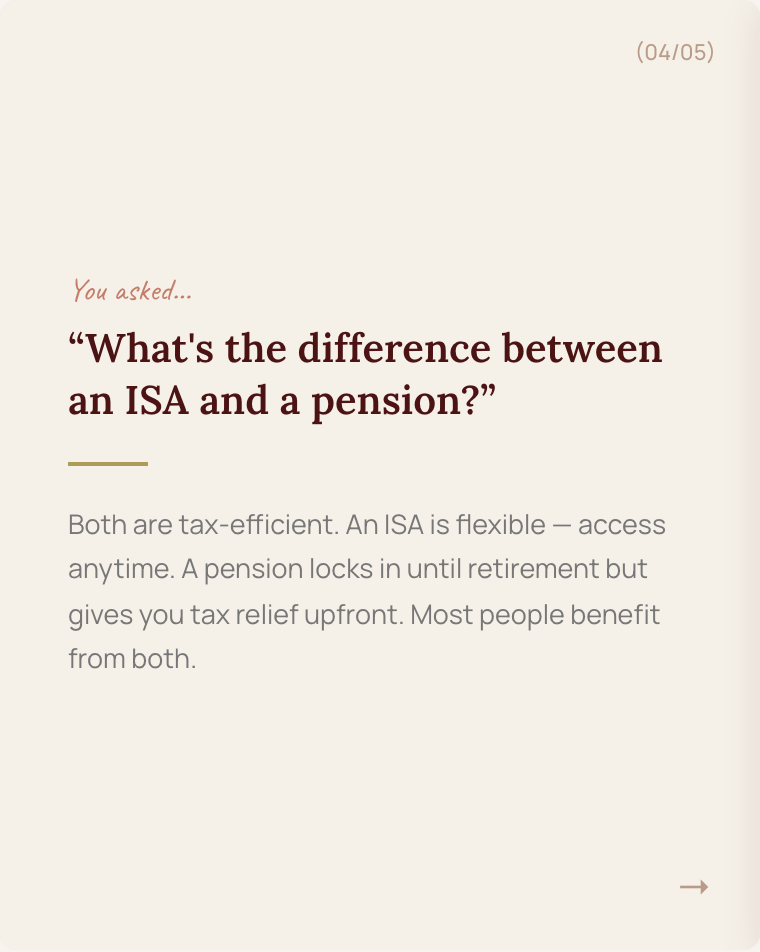 (04/05)
You asked...
“What's the difference between
an ISA and a pension?”
Both are tax-efficient. An ISA is flexible — access
anytime. A pension locks in until retirement but
gives you tax relief upfront. Most people benefit
from both.